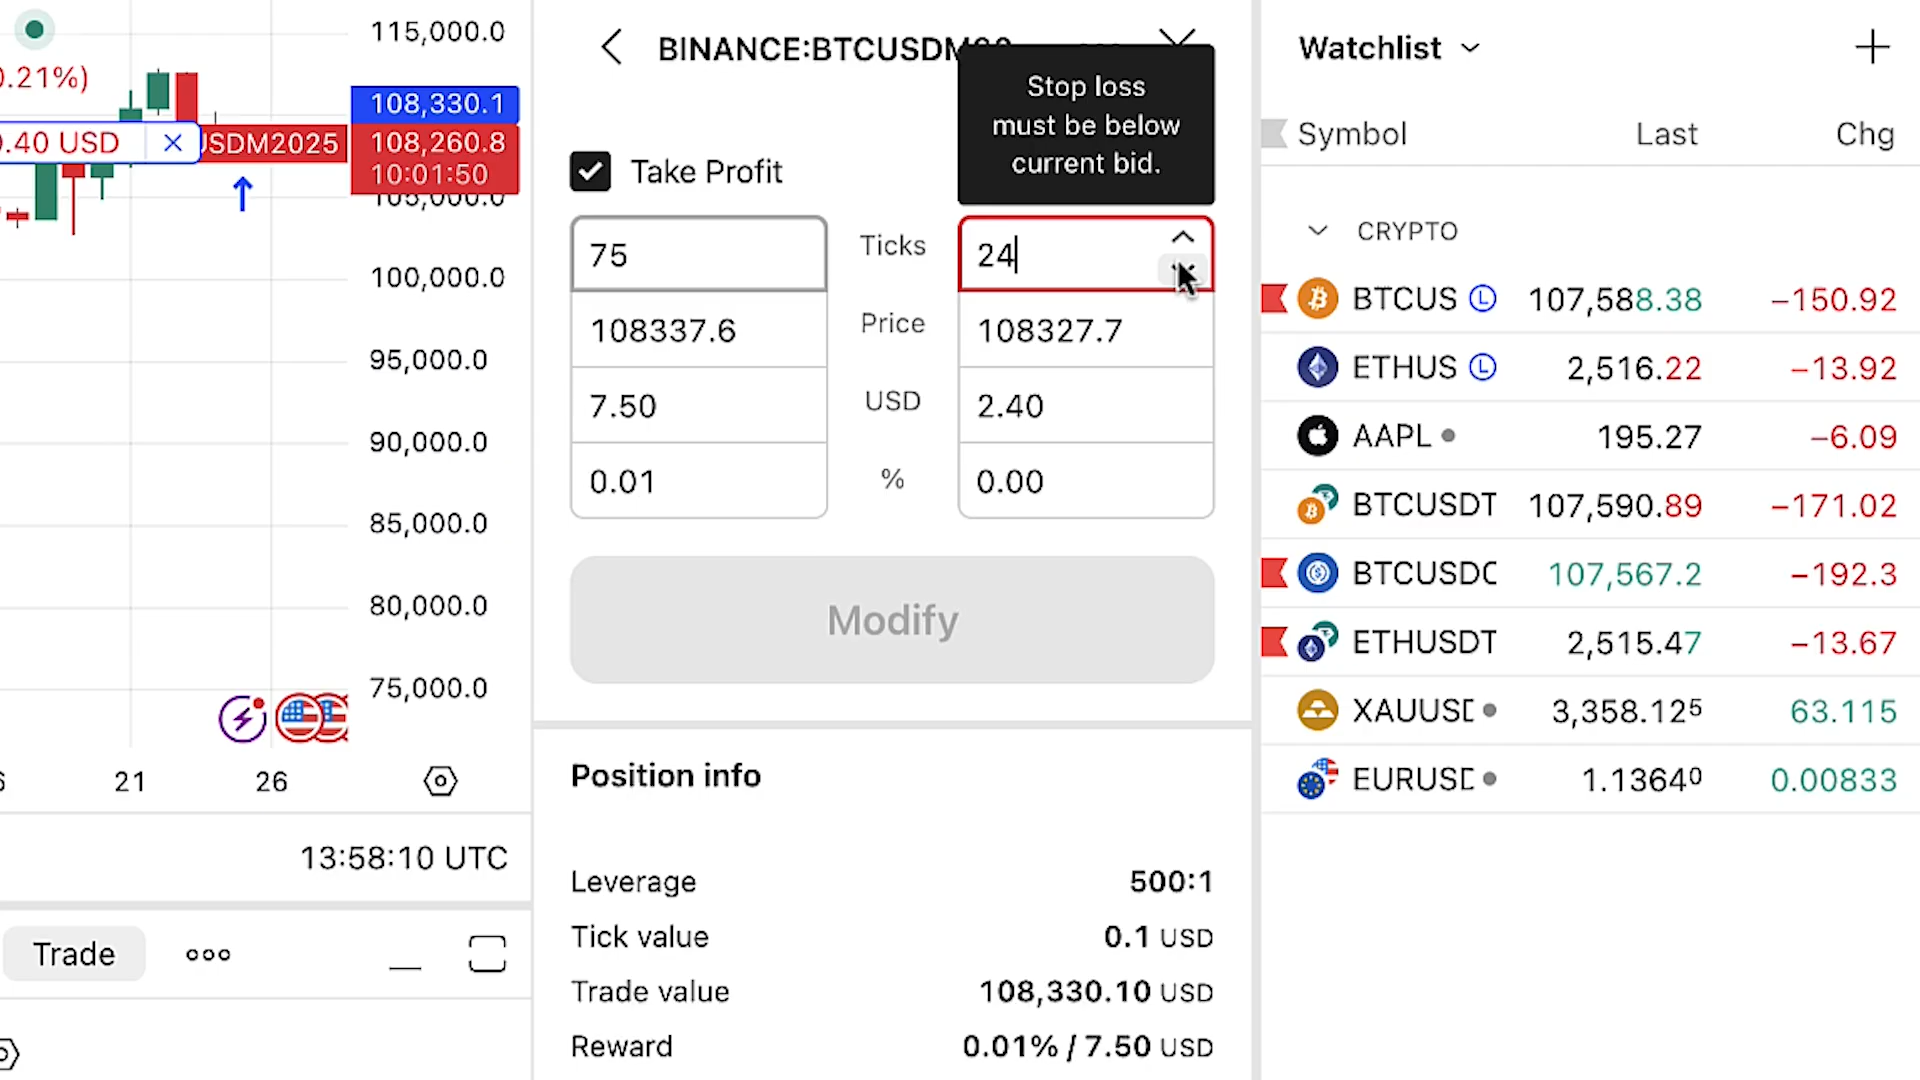 115,000.0
0.21%)
108,330.1
.40 USD
USDM2025
108,260.8
10:01:50
105,000.0
100,000.0
95,000.0
90,000.0
85,000.0
80,000.0
75,000.0
21
26
13:58:10 UTC
Trade
BINANCE:BTCUSDM20
Stop loss
must be below
current bid.
Take Profit
75 Ticks 24
108337.6 Price 108327.7
7.50 USD 2.40
0.01 % 0.00
Modify
Position info
Leverage 500:1
Tick value 0.1 USD
Trade value 108,330.10 USD
Reward 0.01% / 7.50 USD
Watchlist
Symbol Last Chg
CRYPTO
BTCUS L 107,588.38 −150.92
ETHUS L 2,516.22 −13.92
AAPL 195.27 −6.09
BTCUSDT 107,590.89 −171.02
BTCUSDC 107,567.2 −192.3
ETHUSDT 2,515.47 −13.67
XAUUSD 3,358.125 63.115
EURUSD 1.13640 0.00833